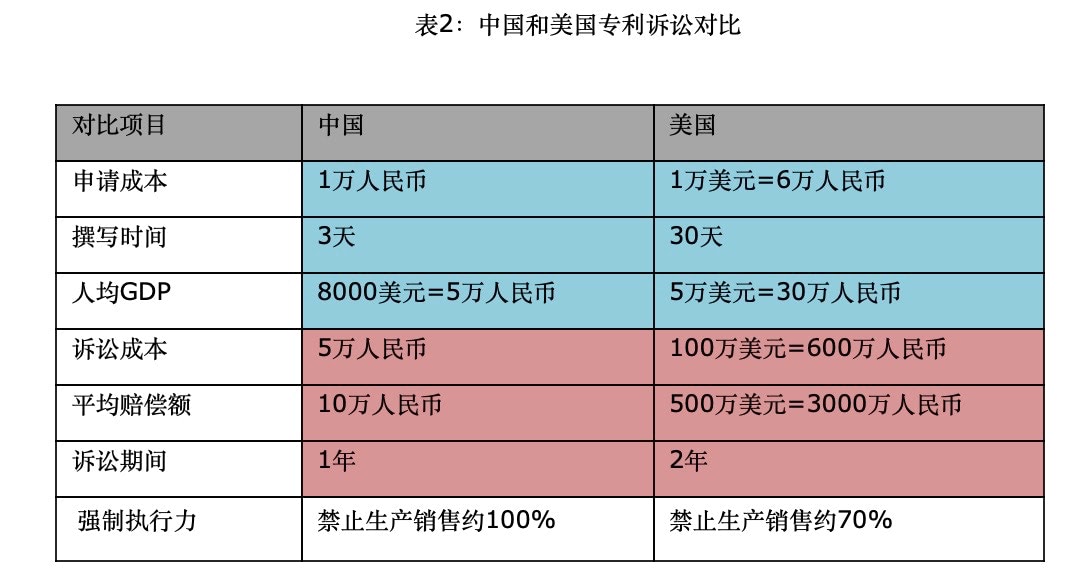 表2：中国和美国专利诉讼对比
对比项目 中国 美国
申请成本 1万人民币 1万美元=6万人民币
撰写时间 3天 30天
人均GDP 8000美元=5万人民币 5万美元=30万人民币
诉讼成本 5万人民币 100万美元=600万人民币
平均赔偿额 10万人民币 500万美元=3000万人民币
诉讼期间 1年 2年
强制执行力 禁止生产销售约100% 禁止生产销售约70%